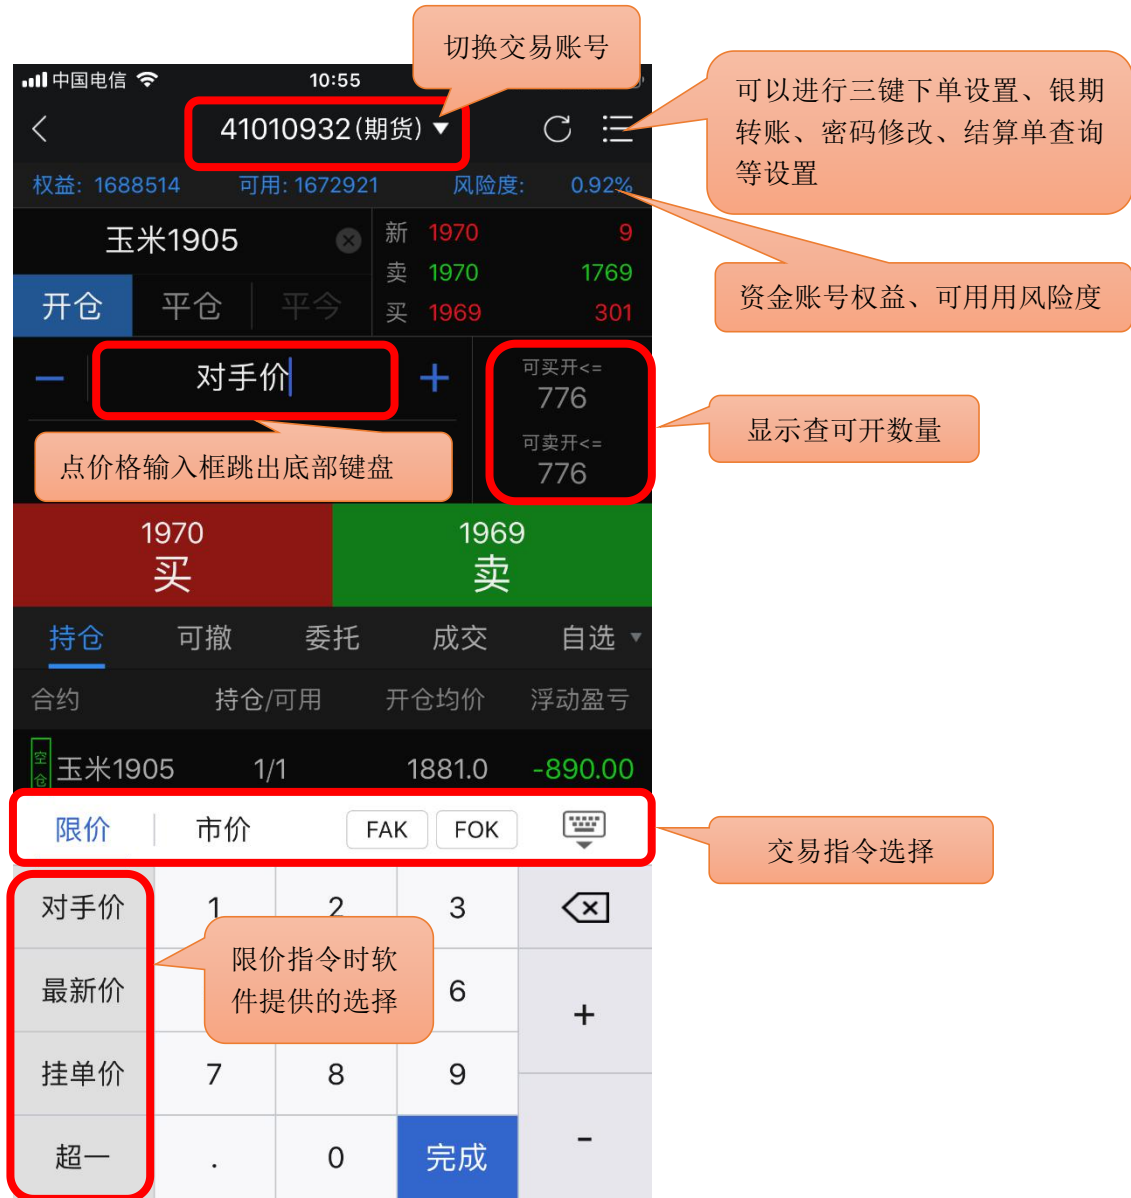 切换交易账号
中国电信 10:55
可以进行三键下单设置、银期
转账、密码修改、结算单查询
等设置
41010932(期货)
权益: 1688514 可用: 1672921 风险度: 0.92%
玉米1905
新 1970 9
卖 1970 1769
买 1969 301
资金账号权益、可用用风险度
开仓 平仓 平今
对手价
可买开<=
776
可卖开<=
776
显示查可开数量
点价格输入框跳出底部键盘
1970
买
1969
卖
持仓 可撤 委托 成交 自选
合约 持仓/可用 开仓均价 浮动盈亏
空仓 玉米1905 1/1 1881.0 -890.00
限价 市价 FAK FOK
交易指令选择
对手价 1 2 3
限价指令时软
件提供的选择
最新价 6 +
挂单价 7 8 9
超一 . 0 完成 -